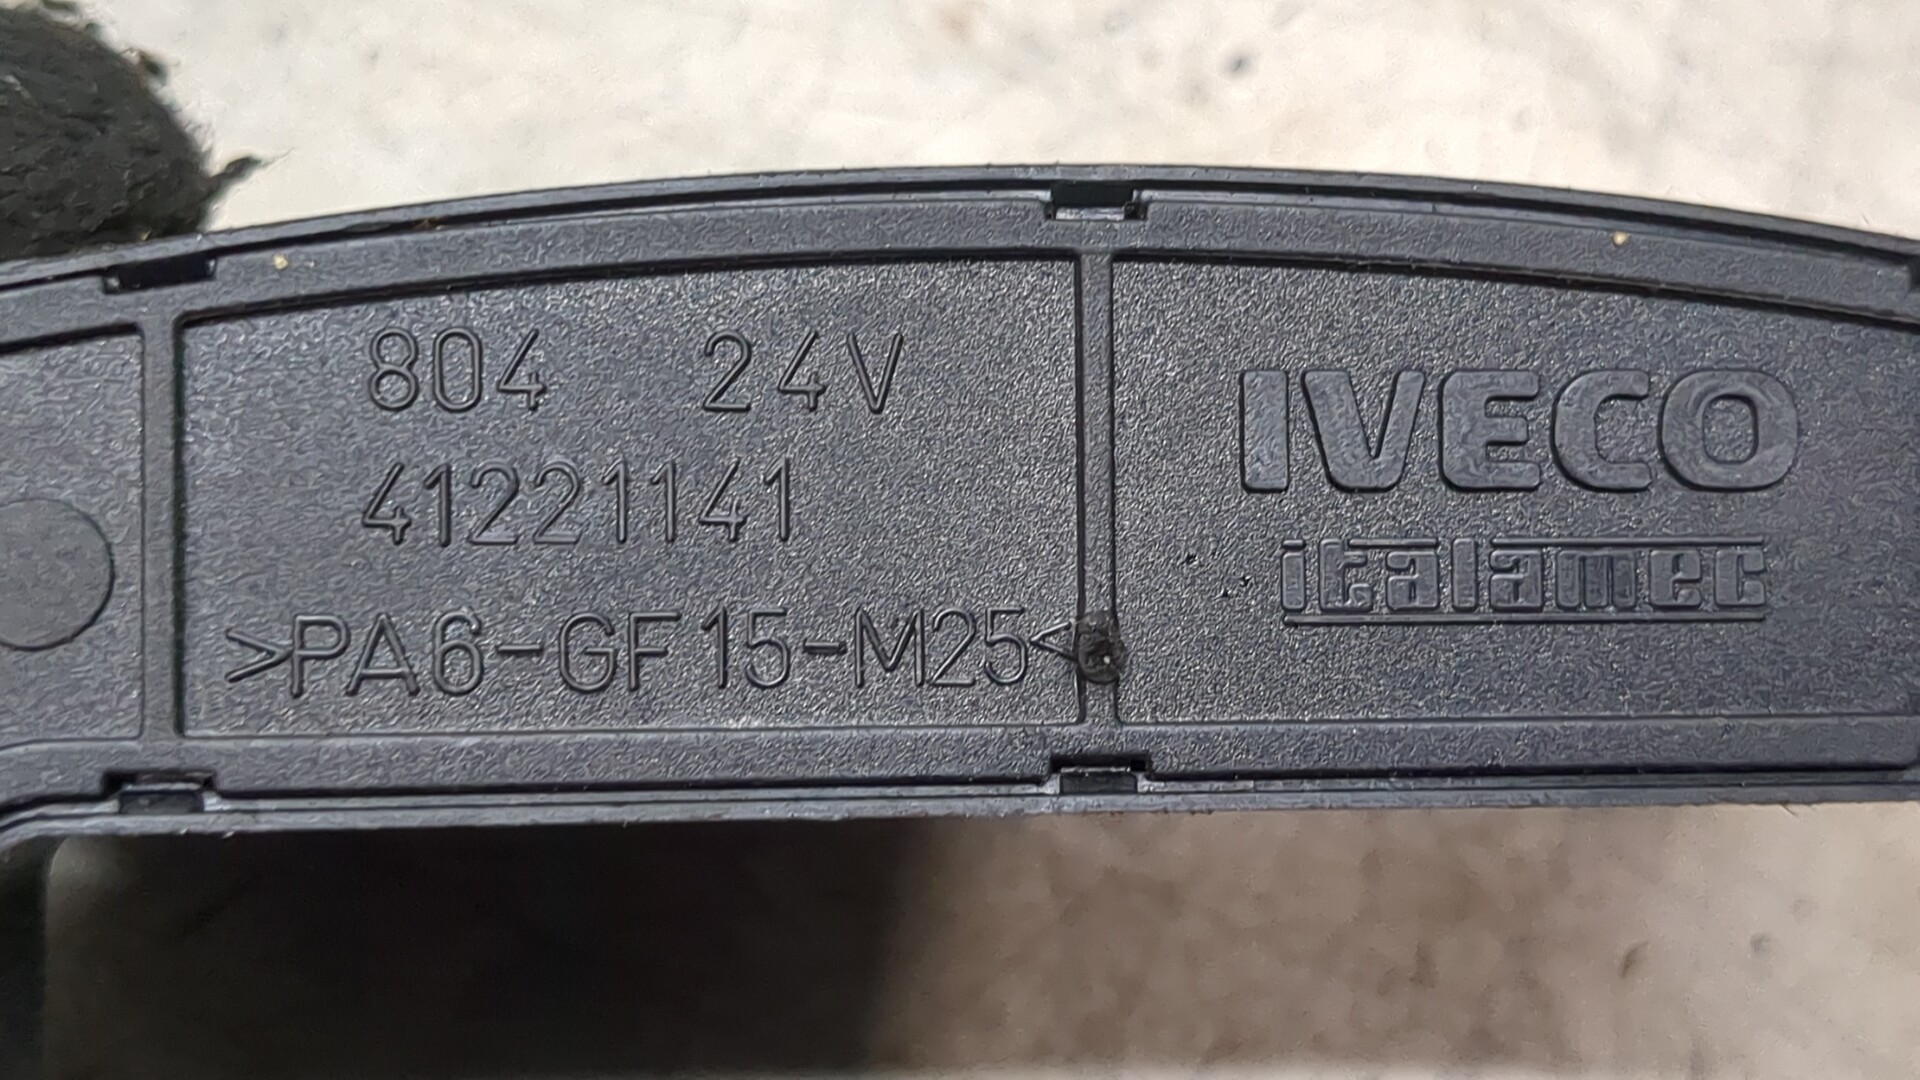 804 24V
41221141
>PA6-GF15-M25<
IVECO
italamec